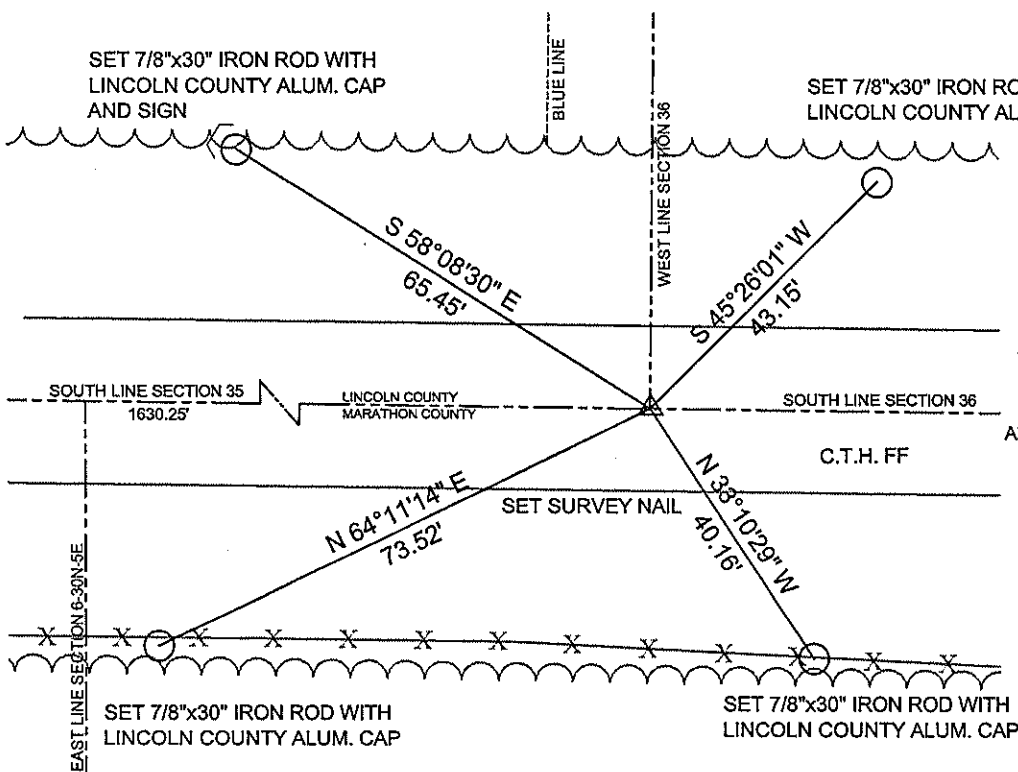 SET 7/8"x30" IRON ROD WITH
LINCOLN COUNTY ALUM. CAP
AND SIGN
BLUE LINE
WEST LINE SECTION 36
SET 7/8"x30" IRON RO
LINCOLN COUNTY AL
S 58°08'30" E
65.45'
S 45°26'01" W
43.15'
SOUTH LINE SECTION 35
1630.25'
LINCOLN COUNTY
MARATHON COUNTY
SOUTH LINE SECTION 36
C.T.H. FF
N 64°11'14" E
73.52'
SET SURVEY NAIL
N 33°10'29" W
40.16'
EAST LINE SECTION 6-30N-5E
SET 7/8"x30" IRON ROD WITH
LINCOLN COUNTY ALUM. CAP
SET 7/8"x30" IRON ROD WITH
LINCOLN COUNTY ALUM. CAP